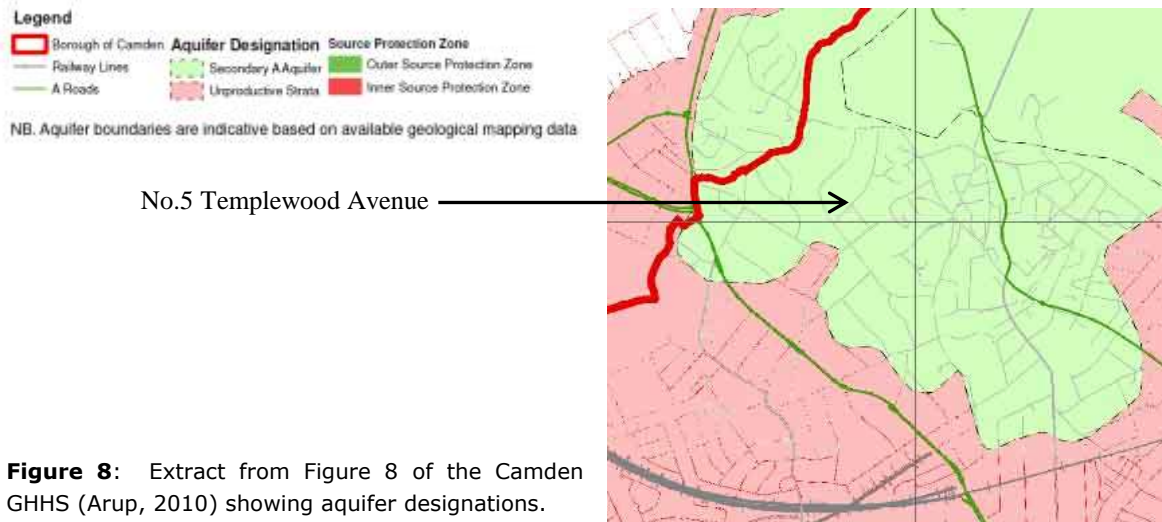 Legend
Borough of Camden Aquifer Designation Source Protection Zone
Railway Lines Secondary A Aquifer Outer Source Protection Zone
A Roads Unproductive Strata Inner Source Protection Zone
NB. Aquifer boundaries are indicative based on available geological mapping data
No.5 Templewood Avenue
Figure 8: Extract from Figure 8 of the Camden
GHHS (Arup, 2010) showing aquifer designations.